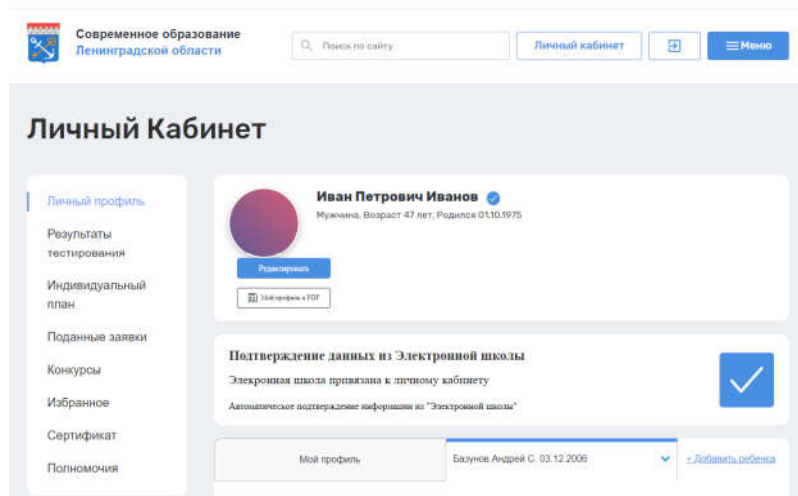 Современное образование
Ленинградской области
Поиск по сайту
Личный кабинет
Меню
Личный Кабинет
Личный профиль
Результаты
тестирования
Индивидуальный
план
Поданные заявки
Конкурсы
Избранное
Сертификат
Полномочия
Иван Петрович Иванов
Мужчина, Возраст 47 лет, Родился 01.10.1975
Редактировать
Мой профиль в PDF
Подтверждение данных из Электронной школы
Элекронная школа привязана к личному кабинету
Автоматическое подтверждение информации из "Электронной школы"
Мой профиль
Базунов Андрей С. 03.12.2006
+ Добавить ребенка